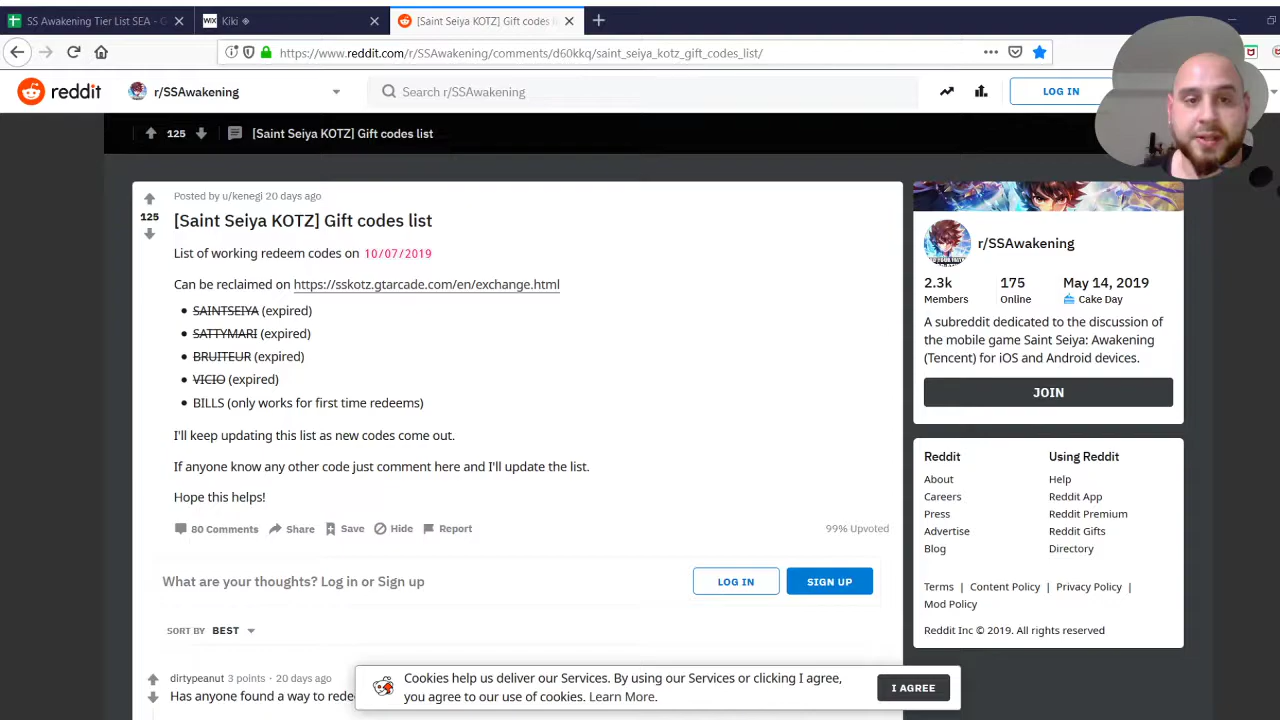 SS Awakening Tier List SEA - G
WIX Kiki
[Saint Seiya KOTZ] Gift codes li
https://www.reddit.com/r/SSAwakening/comments/d60kkq/saint_seiya_kotz_gift_codes_list/
reddit
r/SSAwakening
Search r/SSAwakening
LOG IN
125
[Saint Seiya KOTZ] Gift codes list
Posted by u/kenegi 20 days ago
125
[Saint Seiya KOTZ] Gift codes list
List of working redeem codes on 10/07/2019
Can be reclaimed on https://sskotz.gtarcade.com/en/exchange.html
• SAINTSEIYA (expired)
• SATTYMARI (expired)
• BRUITEUR (expired)
• VICIO (expired)
• BILLS (only works for first time redeems)
I'll keep updating this list as new codes come out.
If anyone know any other code just comment here and I'll update the list.
Hope this helps!
80 Comments Share Save Hide Report
99% Upvoted
What are your thoughts? Log in or Sign up
LOG IN
SIGN UP
SORT BY BEST
dirtypeanut 3 points · 20 days ago
Has anyone found a way to rede
r/SSAwakening
2.3k 175 May 14, 2019
Members Online Cake Day
A subreddit dedicated to the discussion of
the mobile game Saint Seiya: Awakening
(Tencent) for iOS and Android devices.
JOIN
Reddit Using Reddit
About Help
Careers Reddit App
Press Reddit Premium
Advertise Reddit Gifts
Blog Directory
Terms | Content Policy | Privacy Policy |
Mod Policy
Reddit Inc © 2019. All rights reserved
Cookies help us deliver our Services. By using our Services or clicking I agree,
you agree to our use of cookies. Learn More.
I AGREE